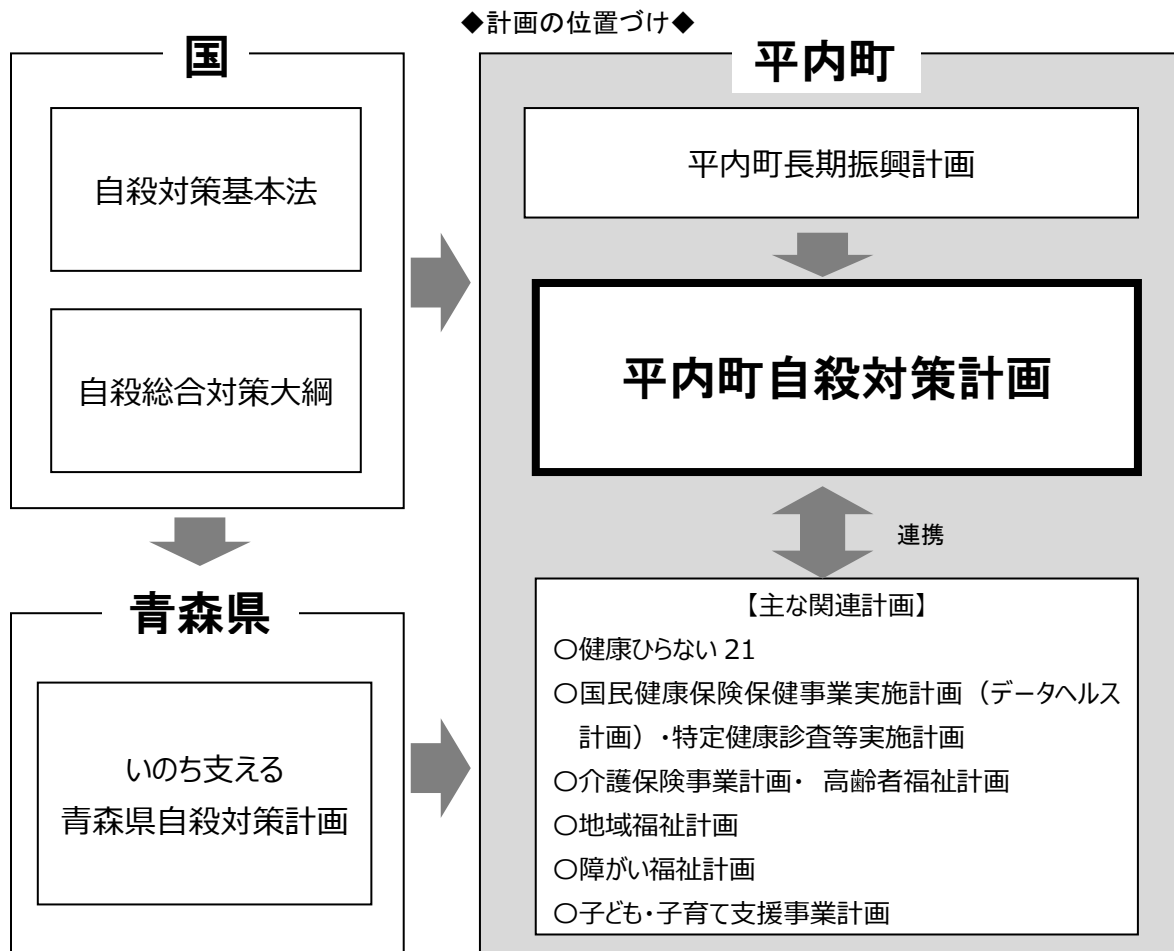 ◆計画の位置づけ◆
国
自殺対策基本法
自殺総合対策大綱
青森県
いのち支える
青森県自殺対策計画
平内町
平内町長期振興計画
平内町自殺対策計画
連携
【主な関連計画】
〇健康ひらない 21
〇国民健康保険保健事業実施計画（データヘルス
計画）・特定健康診査等実施計画
〇介護保険事業計画・ 高齢者福祉計画
〇地域福祉計画
〇障がい福祉計画
〇子ども・子育て支援事業計画